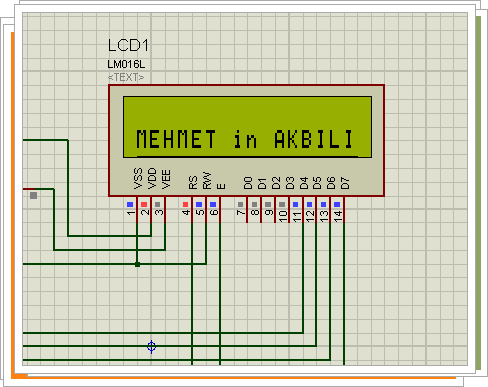 LCD1
LM016L
<TEXT>
MEHMET in AKBILI
VSS VDD VEE RS RW E D0 D1 D2 D3 D4 D5 D6 D7
1 2 3 4 5 6 7 8 9 10 11 12 13 14